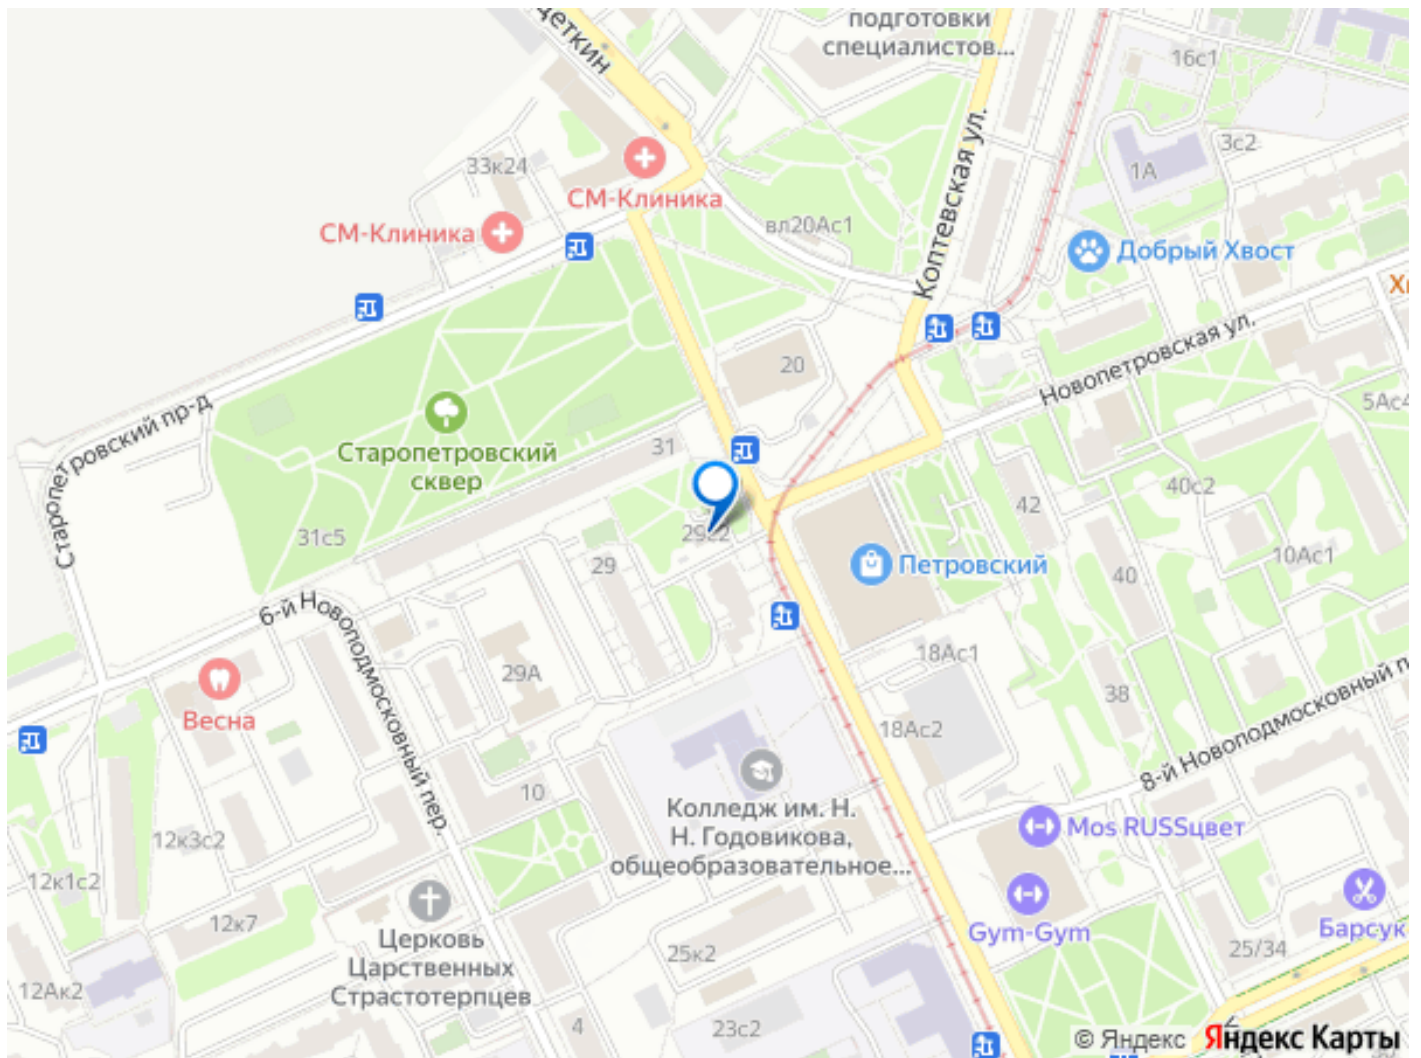 подготовки
специалистов...
16с1
3с2
1А
33к24
СМ-Клиника
СМ-Клиника
вл20Ас1
Коптевская ул.
Добрый Хвост
20
Новопетровская ул.
5Ас4
Старопетровский пр-д
Старопетровский
сквер
31
31с5
42
40с2
29
Петровский
40
10Ас1
6-й Новоподмосковный пер.
29А
18Ас1
38
Весна
18Ас2
8-й Новоподмосковный п
10
Колледж им. Н.
Н. Годовикова,
общеобразовательное...
Mos RUSSцвет
12к3с2
12к1с2
12к7
Церковь
Царственных
Страстотерпцев
Gym-Gym
Барсук
25к2
25/34
12Ак2
4
23с2
© Яндекс Яндекс Карты